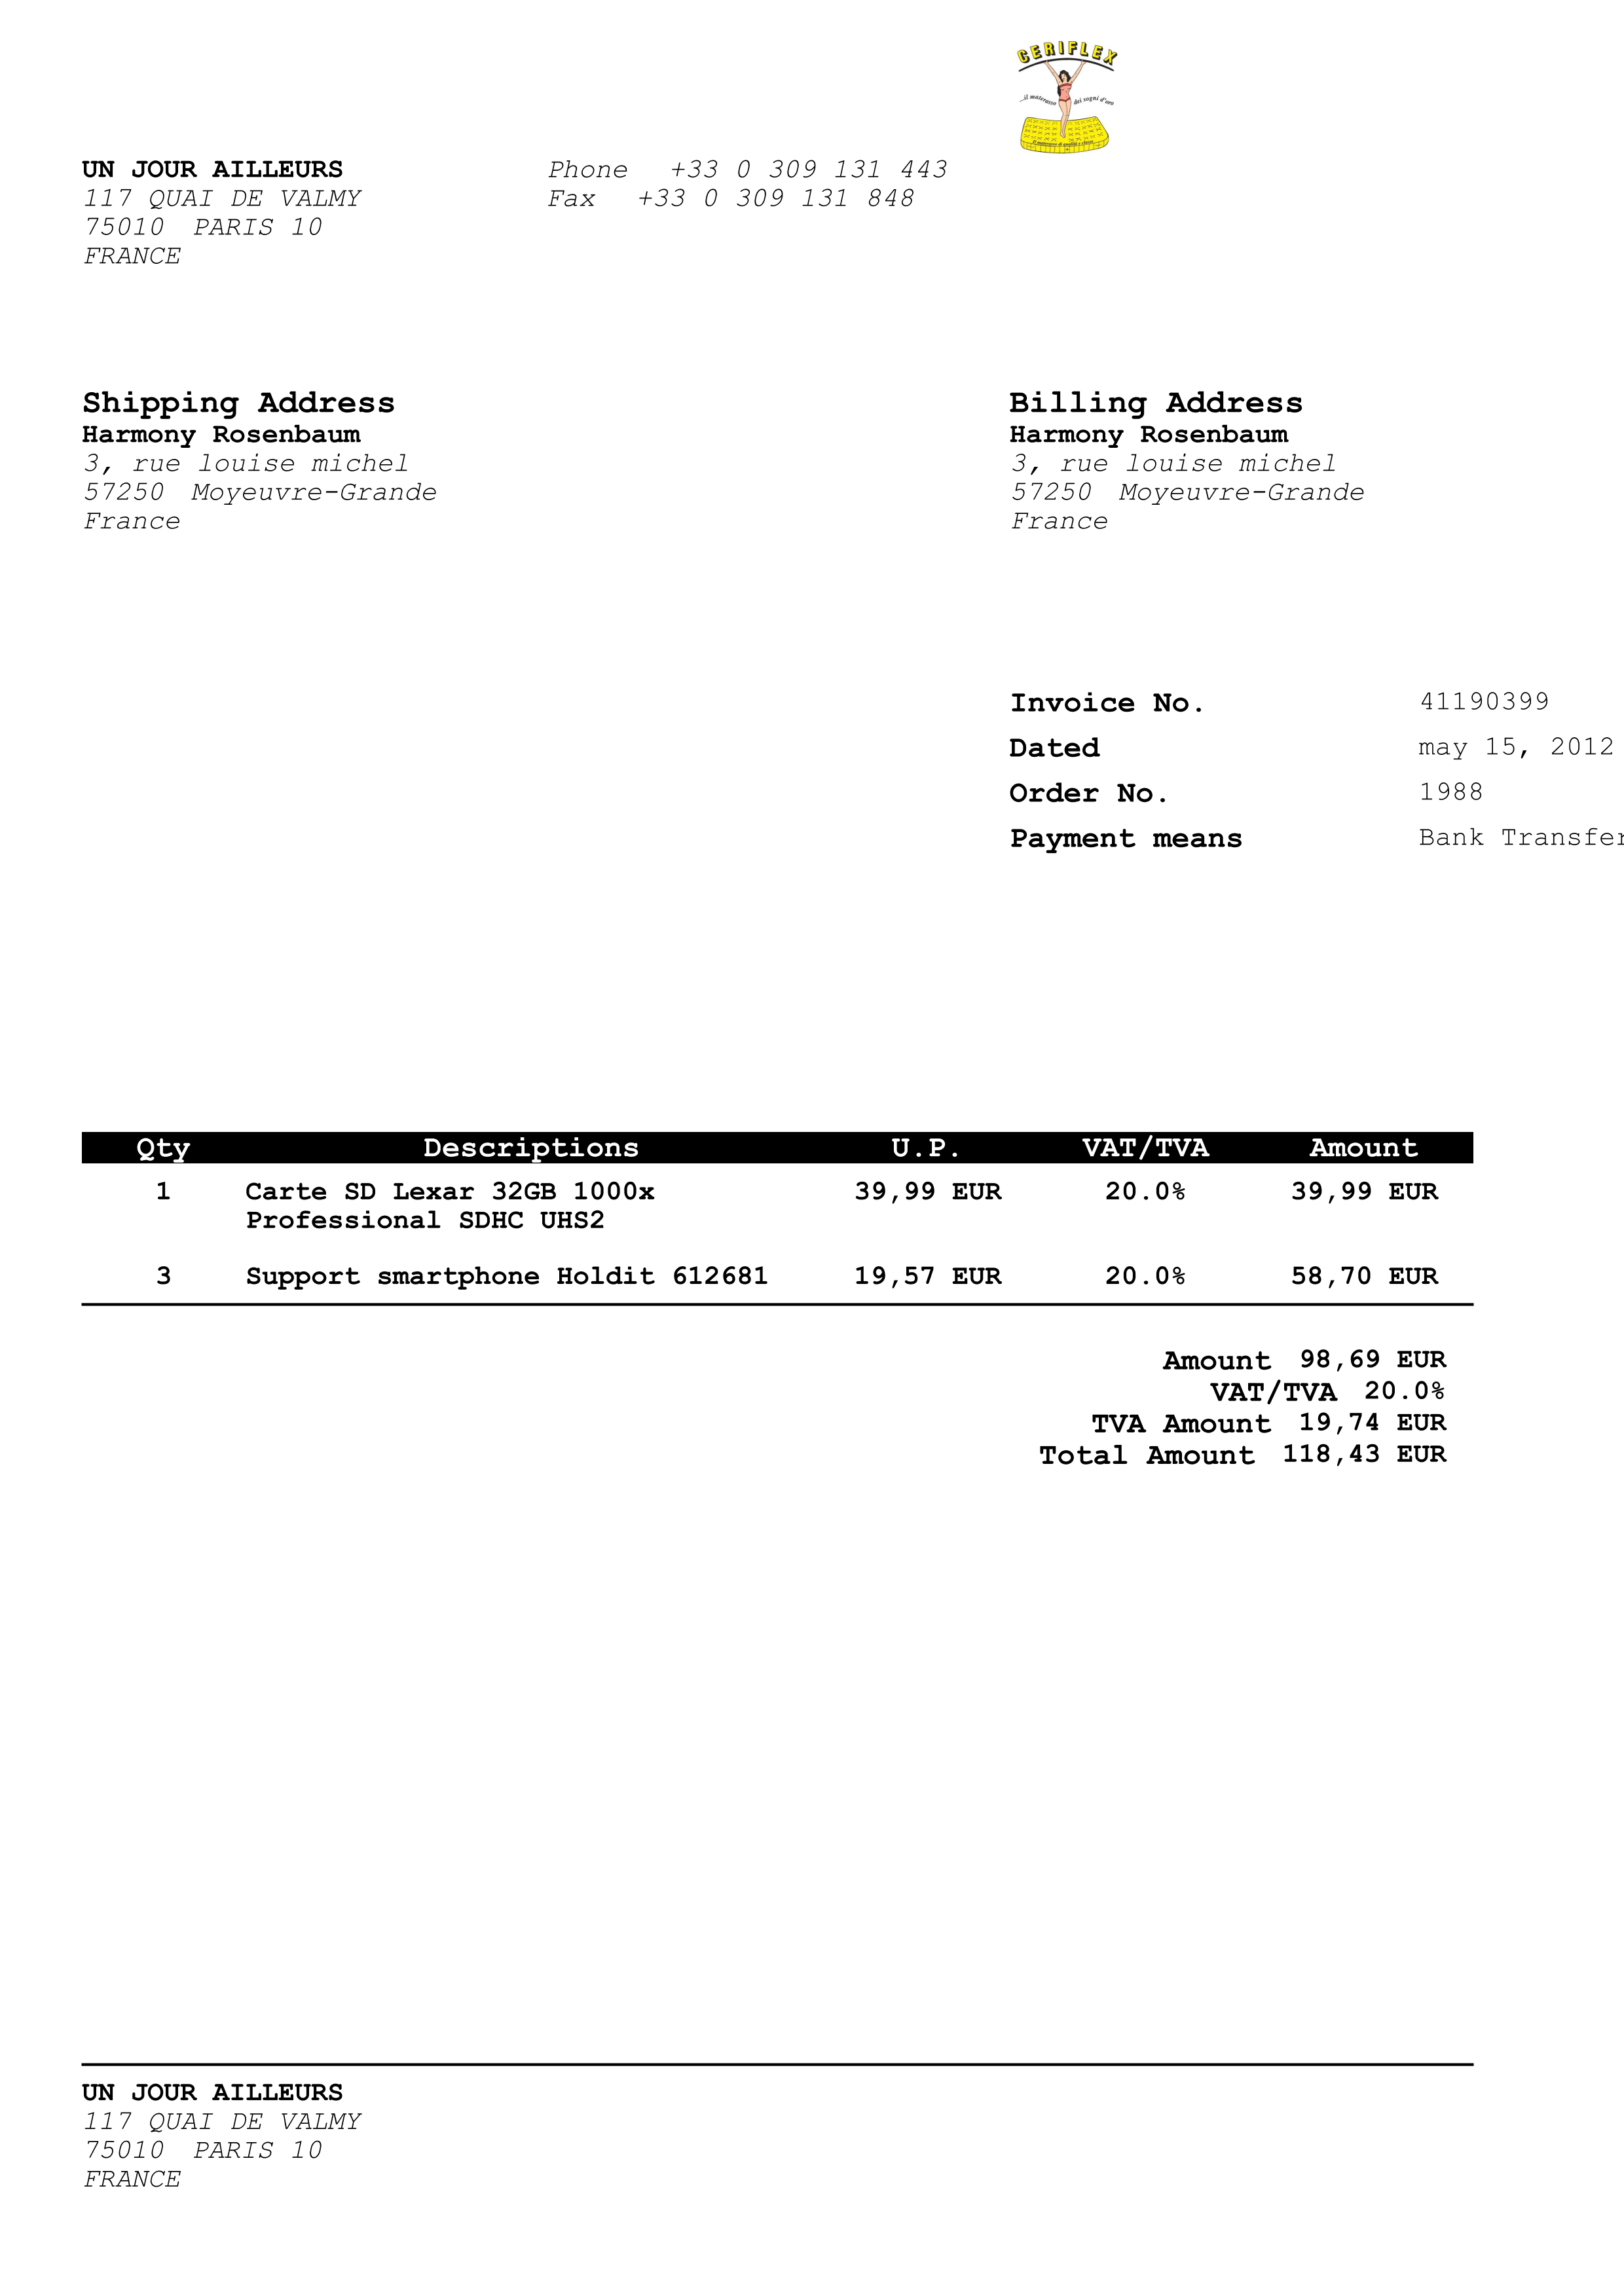 CERIFLEX
...il materasso dei sogni d'oro
UN JOUR AILLEURS
117 QUAI DE VALMY
75010 PARIS 10
FRANCE
Phone +33 0 309 131 443
Fax +33 0 309 131 848
Shipping Address
Harmony Rosenbaum
3, rue louise michel
57250 Moyeuvre-Grande
France
Billing Address
Harmony Rosenbaum
3, rue louise michel
57250 Moyeuvre-Grande
France
Invoice No. 41190399
Dated may 15, 2012
Order No. 1988
Payment means Bank Transfer
Qty Descriptions U.P. VAT/TVA Amount
1 Carte SD Lexar 32GB 1000x 39,99 EUR 20.0% 39,99 EUR
Professional SDHC UHS2
3 Support smartphone Holdit 612681 19,57 EUR 20.0% 58,70 EUR
Amount 98,69 EUR
VAT/TVA 20.0%
TVA Amount 19,74 EUR
Total Amount 118,43 EUR
UN JOUR AILLEURS
117 QUAI DE VALMY
75010 PARIS 10
FRANCE